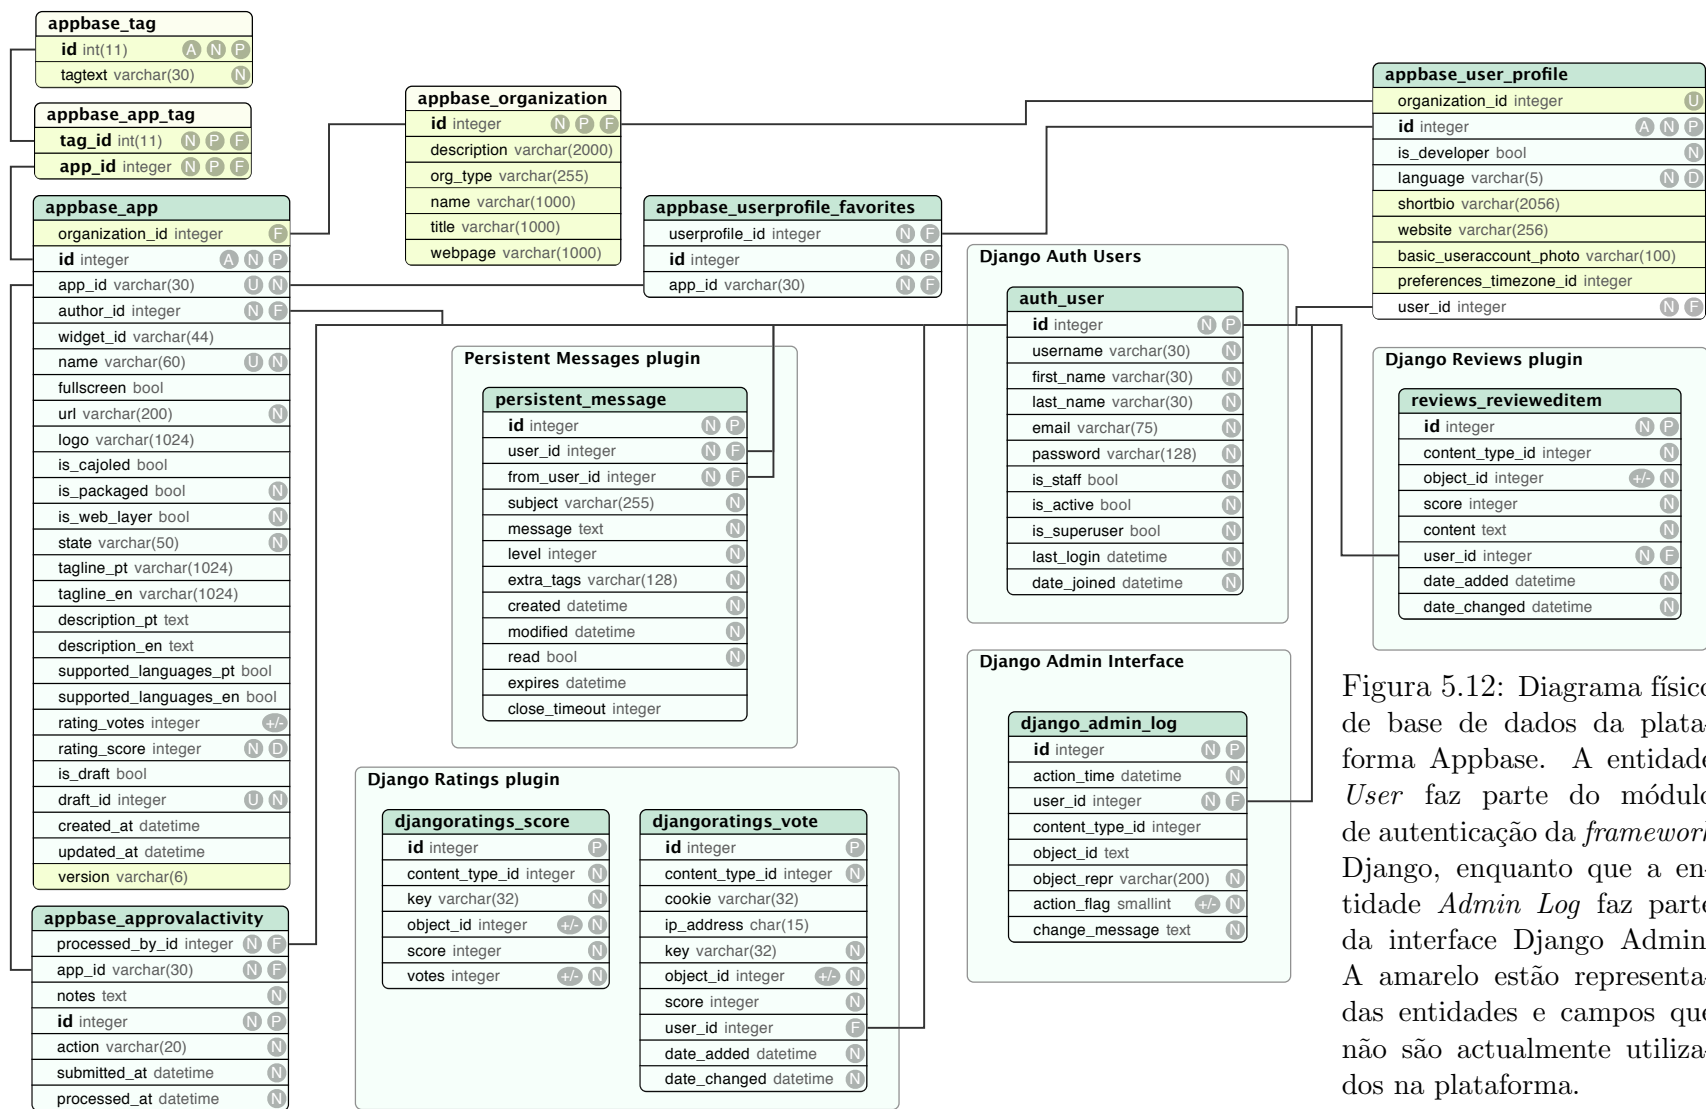 appbase_tag
id int(11) A N P
tagtext varchar(30) N
appbase_app_tag
tag_id int(11) N P F
app_id integer N P F
appbase_app
organization_id integer F
id integer A N P
app_id varchar(30) U N
author_id integer N F
widget_id varchar(44)
name varchar(60) U N
fullscreen bool
url varchar(200) N
logo varchar(1024)
is_cajoled bool
is_packaged bool N
is_web_layer bool N
state varchar(50) N
tagline_pt varchar(1024)
tagline_en varchar(1024)
description_pt text
description_en text
supported_languages_pt bool
supported_languages_en bool
rating_votes integer +/-
rating_score integer N D
is_draft bool
draft_id integer U N
created_at datetime
updated_at datetime
version varchar(6)
appbase_approvalactivity
processed_by_id integer N F
app_id varchar(30) N F
notes text N
id integer N P
action varchar(20) N
submitted_at datetime N
processed_at datetime N
appbase_organization
id integer N P F
description varchar(2000)
org_type varchar(255)
name varchar(1000)
title varchar(1000)
webpage varchar(1000)
appbase_userprofile_favorites
userprofile_id integer N F
id integer N P
app_id varchar(30) N F
Persistent Messages plugin
persistent_message
id integer N P
user_id integer N F
from_user_id integer N F
subject varchar(255) N
message text N
level integer N
extra_tags varchar(128) N
created datetime N
modified datetime N
read bool N
expires datetime
close_timeout integer
Django Ratings plugin
djangoratings_score
id integer P
content_type_id integer N
key varchar(32) N
object_id integer +/- N
score integer N
votes integer +/- N
djangoratings_vote
id integer P
content_type_id integer N
cookie varchar(32)
ip_address char(15)
key varchar(32) N
object_id integer +/- N
score integer N
user_id integer F
date_added datetime N
date_changed datetime N
Django Auth Users
auth_user
id integer N P
username varchar(30) N
first_name varchar(30) N
last_name varchar(30) N
email varchar(75) N
password varchar(128) N
is_staff bool N
is_active bool N
is_superuser bool N
last_login datetime N
date_joined datetime N
Django Admin Interface
django_admin_log
id integer N P
action_time datetime N
user_id integer N F
content_type_id integer
object_id text
object_repr varchar(200) N
action_flag smallint +/- N
change_message text N
appbase_user_profile
organization_id integer U
id integer A N P
is_developer bool N
language varchar(5) N D
shortbio varchar(2056)
website varchar(256)
basic_useraccount_photo varchar(100)
preferences_timezone_id integer
user_id integer N F
Django Reviews plugin
reviews_revieweditem
id integer N P
content_type_id integer N
object_id integer +/- N
score integer N
content text N
user_id integer N F
date_added datetime N
date_changed datetime N
Figura 5.12: Diagrama físico
de base de dados da plata-
forma Appbase. A entidade
User faz parte do módulo
de autenticação da framework
Django, enquanto que a en-
tidade Admin Log faz parte
da interface Django Admin.
A amarelo estão representa-
das entidades e campos que
não são actualmente utiliza-
dos na plataforma.